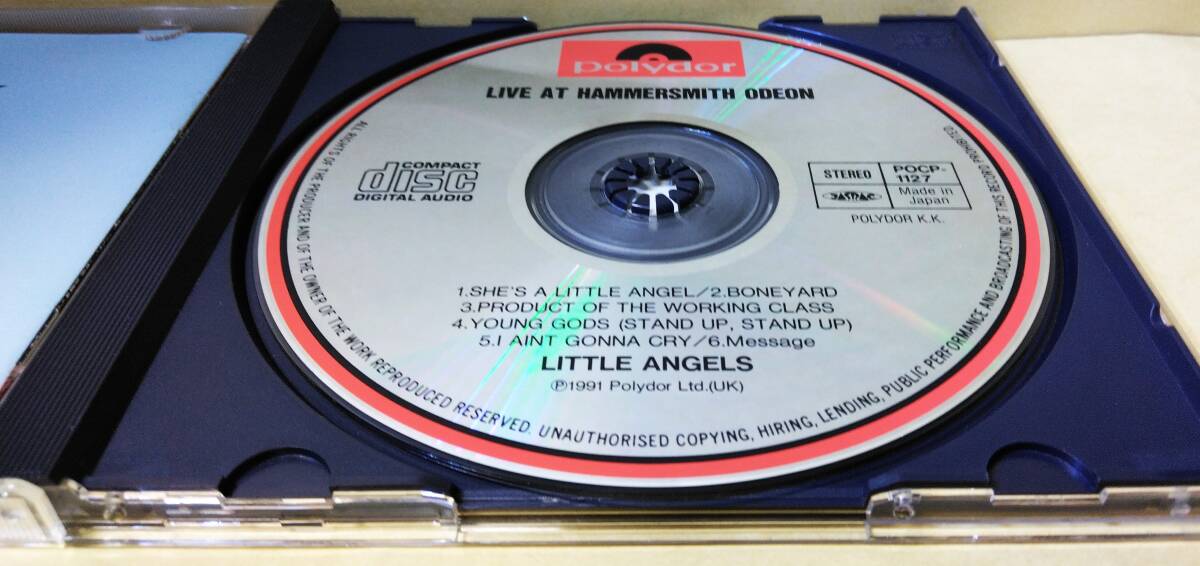 polydor
LIVE AT HAMMERSMITH ODEON
COMPACT
disc
DIGITAL AUDIO
STEREO
POCP-
1127
JASRAC
Made in
Japan
POLYDOR K.K.
1.SHE'S A LITTLE ANGEL/2.BONEYARD
3.PRODUCT OF THE WORKING CLASS
4.YOUNG GODS (STAND UP, STAND UP)
5.I AINT GONNA CRY/6.Message
LITTLE ANGELS
Ⓟ1991 Polydor Ltd.(UK)
ALL RIGHTS OF THE PRODUCER AND OF THE OWNER OF THE WORK REPRODUCED RESERVED. UNAUTHORISED COPYING, HIRING, LENDING, PUBLIC PERFORMANCE AND BROADCASTING OF THIS RECORD PROHIBITED